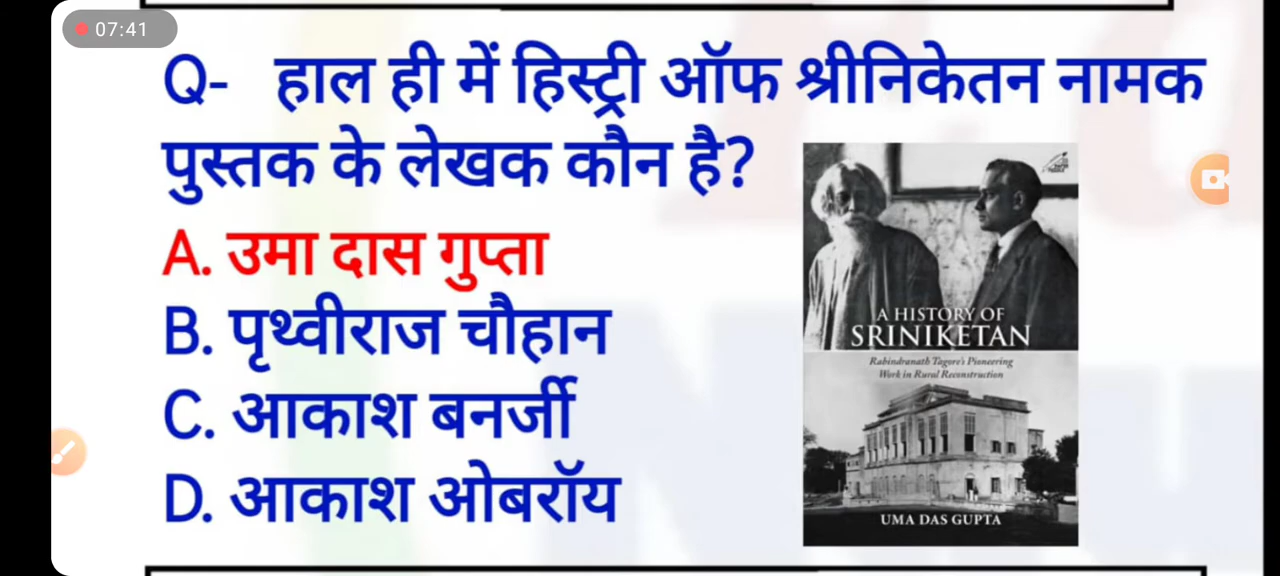 07:41
Q- हाल ही में हिस्ट्री ऑफ श्रीनिकेतन नामक
पुस्तक के लेखक कौन है?
A. उमा दास गुप्ता
B. पृथ्वीराज चौहान
C. आकाश बनर्जी
D. आकाश ओबरॉय
A HISTORY OF
SRINIKETAN
Rabindranath Tagore's Pioneering
Work in Rural Reconstruction
UMA DAS GUPTA